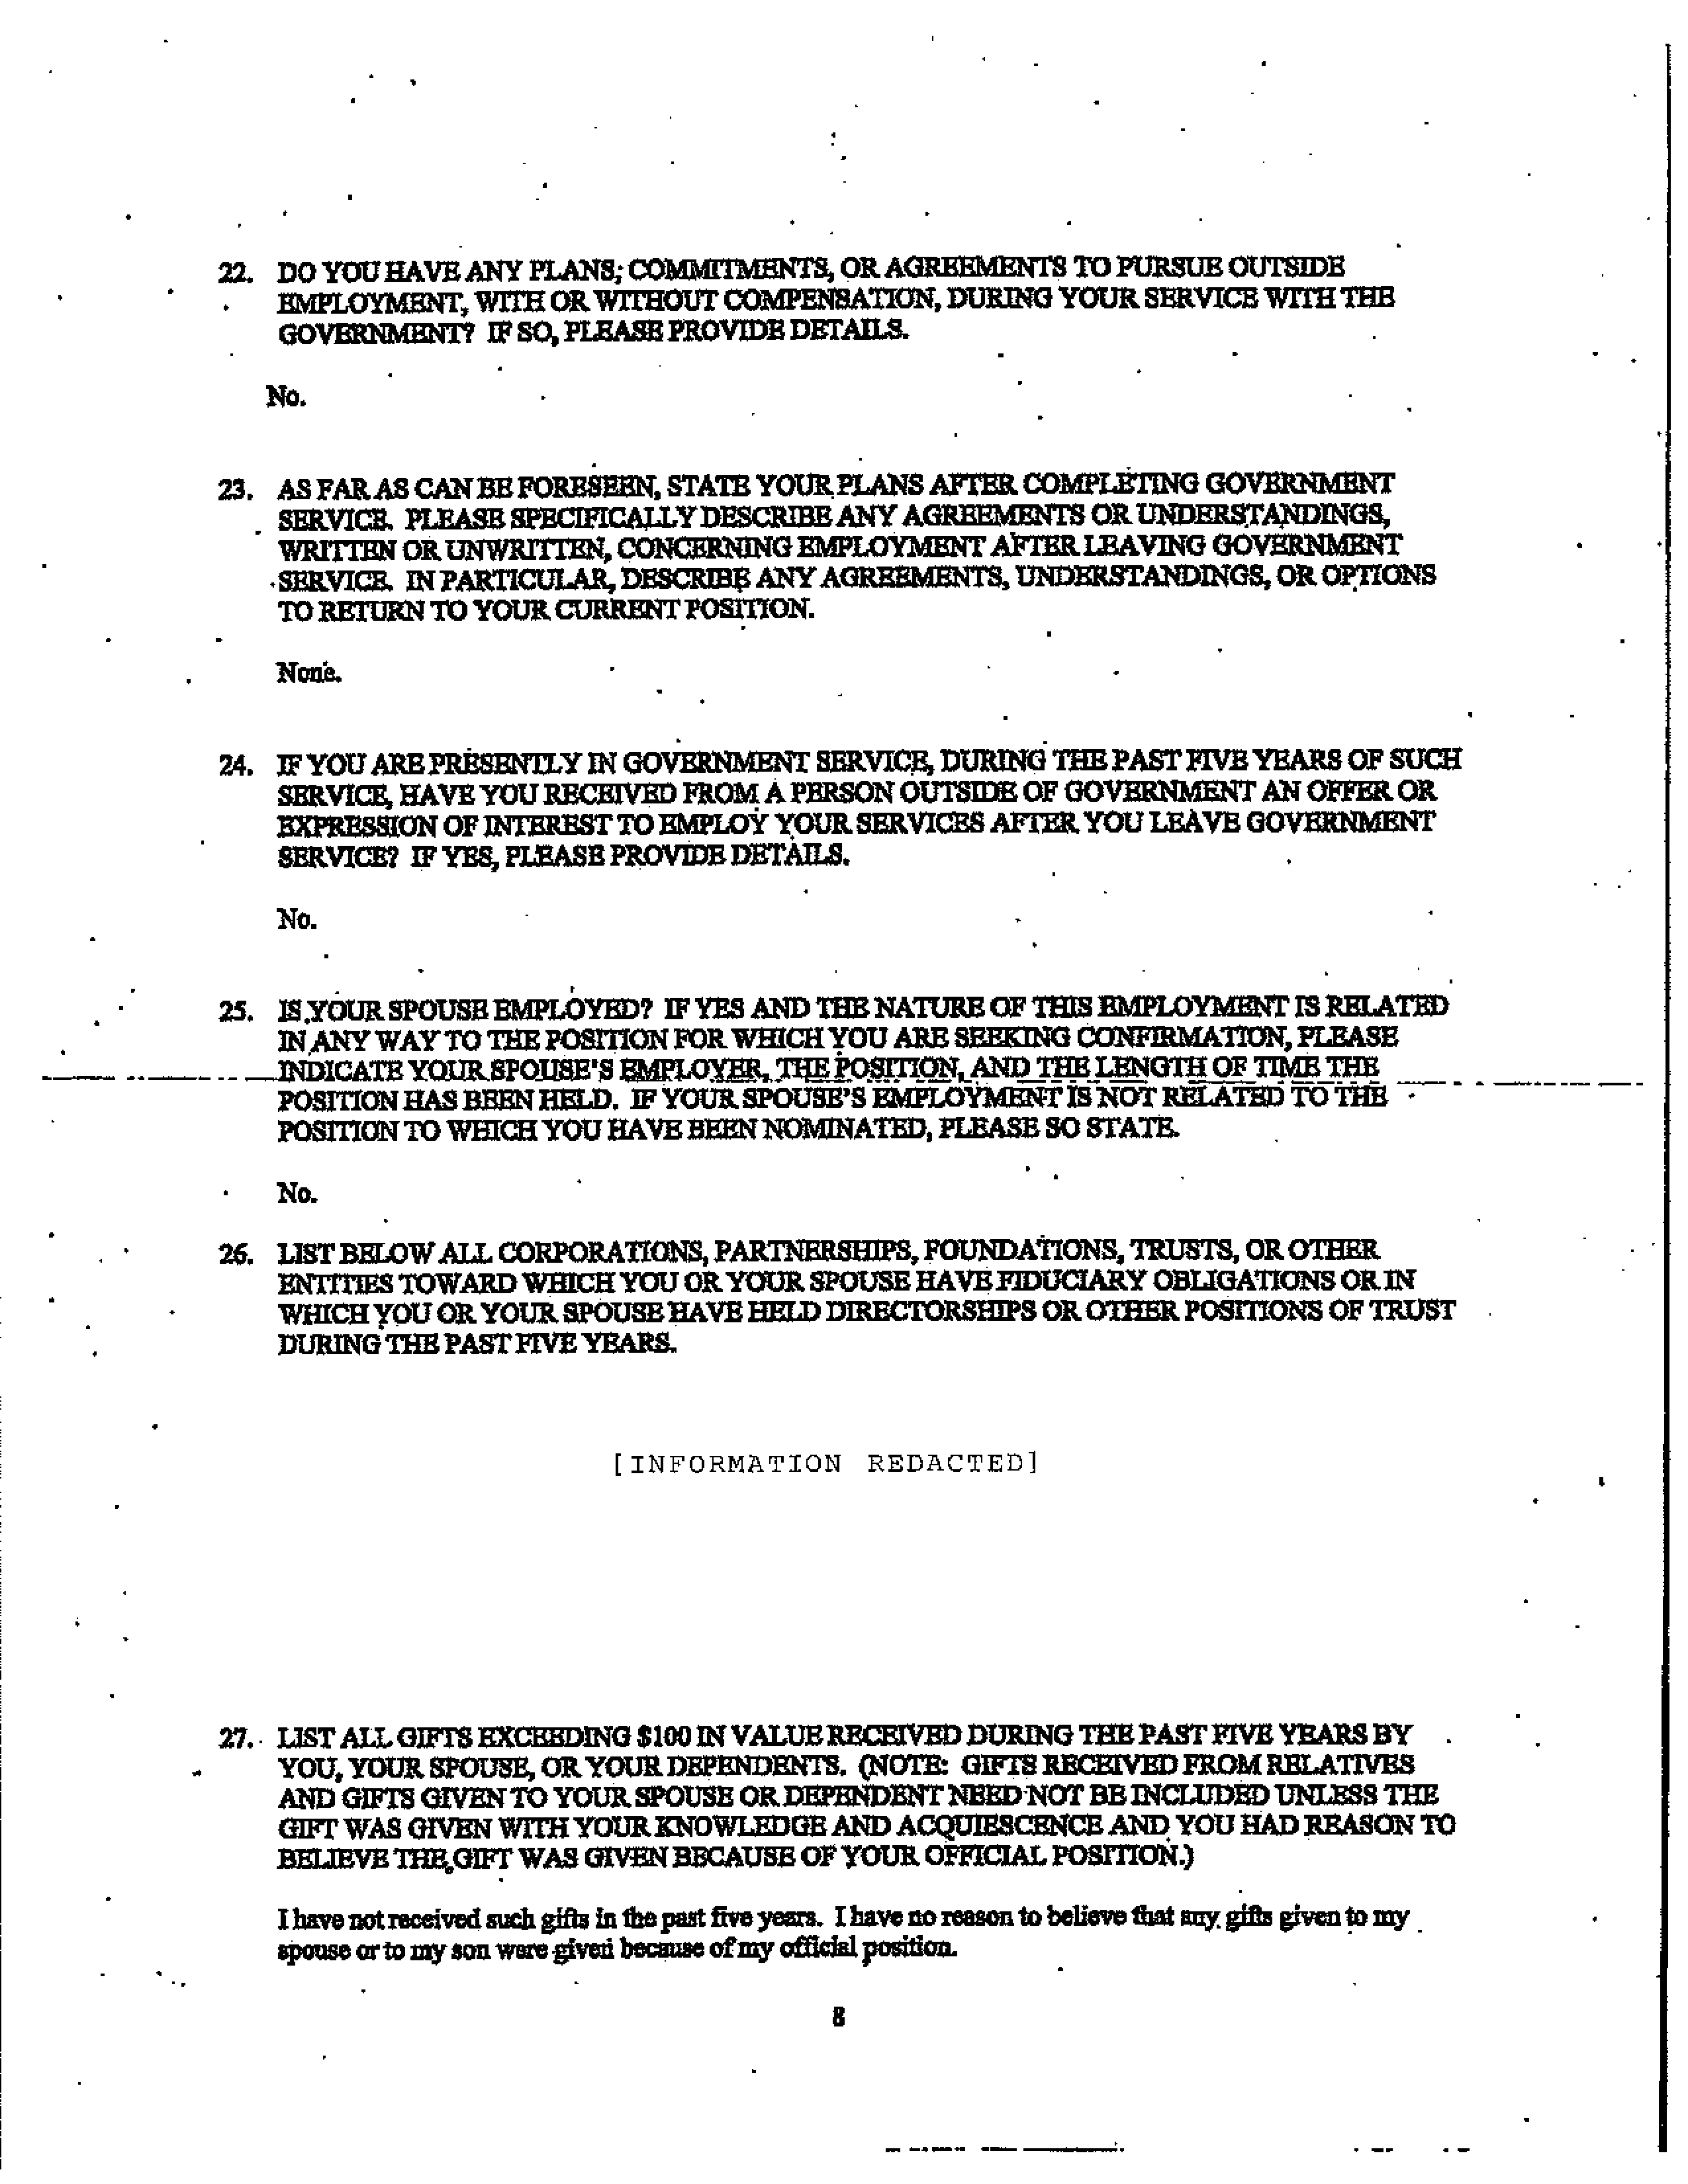 22. DO YOU HAVE ANY PLANS, COMMITMENTS, OR AGREEMENTS TO PURSUE OUTSIDE
EMPLOYMENT, WITH OR WITHOUT COMPENSATION, DURING YOUR SERVICE WITH THE
GOVERNMENT? IF SO, PLEASE PROVIDE DETAILS.
No.
23. AS FAR AS CAN BE FORESEEN, STATE YOUR PLANS AFTER COMPLETING GOVERNMENT
SERVICE. PLEASE SPECIFICALLY DESCRIBE ANY AGREEMENTS OR UNDERSTANDINGS,
WRITTEN OR UNWRITTEN, CONCERNING EMPLOYMENT AFTER LEAVING GOVERNMENT
SERVICE. IN PARTICULAR, DESCRIBE ANY AGREEMENTS, UNDERSTANDINGS, OR OPTIONS
TO RETURN TO YOUR CURRENT POSITION.
None.
24. IF YOU ARE PRESENTLY IN GOVERNMENT SERVICE, DURING THE PAST FIVE YEARS OF SUCH
SERVICE, HAVE YOU RECEIVED FROM A PERSON OUTSIDE OF GOVERNMENT AN OFFER OR
EXPRESSION OF INTEREST TO EMPLOY YOUR SERVICES AFTER YOU LEAVE GOVERNMENT
SERVICE? IF YES, PLEASE PROVIDE DETAILS.
No.
25. IS YOUR SPOUSE EMPLOYED? IF YES AND THE NATURE OF THIS EMPLOYMENT IS RELATED
IN ANY WAY TO THE POSITION FOR WHICH YOU ARE SEEKING CONFIRMATION, PLEASE
INDICATE YOUR SPOUSE'S EMPLOYER, THE POSITION, AND THE LENGTH OF TIME THE
POSITION HAS BEEN HELD. IF YOUR SPOUSE'S EMPLOYMENT IS NOT RELATED TO THE
POSITION TO WHICH YOU HAVE BEEN NOMINATED, PLEASE SO STATE.
No.
26. LIST BELOW ALL CORPORATIONS, PARTNERSHIPS, FOUNDATIONS, TRUSTS, OR OTHER
ENTITIES TOWARD WHICH YOU OR YOUR SPOUSE HAVE FIDUCIARY OBLIGATIONS OR IN
WHICH YOU OR YOUR SPOUSE HAVE HELD DIRECTORSHIPS OR OTHER POSITIONS OF TRUST
DURING THE PAST FIVE YEARS.
[INFORMATION REDACTED]
27. LIST ALL GIFTS EXCEEDING $100 IN VALUE RECEIVED DURING THE PAST FIVE YEARS BY
YOU, YOUR SPOUSE, OR YOUR DEPENDENTS. (NOTE: GIFTS RECEIVED FROM RELATIVES
AND GIFTS GIVEN TO YOUR SPOUSE OR DEPENDENT NEED NOT BE INCLUDED UNLESS THE
GIFT WAS GIVEN WITH YOUR KNOWLEDGE AND ACQUIESCENCE AND YOU HAD REASON TO
BELIEVE THE GIFT WAS GIVEN BECAUSE OF YOUR OFFICIAL POSITION.)
I have not received such gifts in the past five years. I have no reason to believe that any gifts given to my
spouse or to my son were given because of my official position.
8